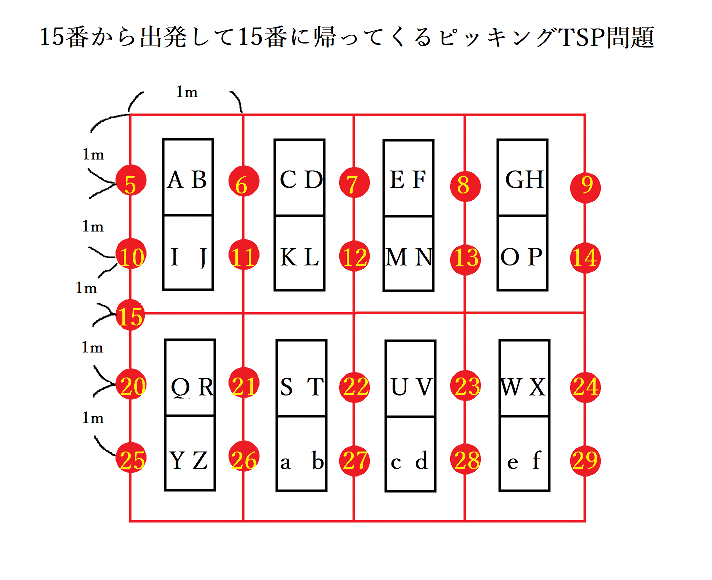 15番から出発して15番に帰ってくるピッキングTSP問題
1m
1m
5 A B 6 C D 7 E F 8 GH 9
1m
10 I J 11 K L 12 M N 13 O P 14
1m
15
1m
20 Q R 21 S T 22 U V 23 W X 24
1m
25 Y Z 26 a b 27 c d 28 e f 29